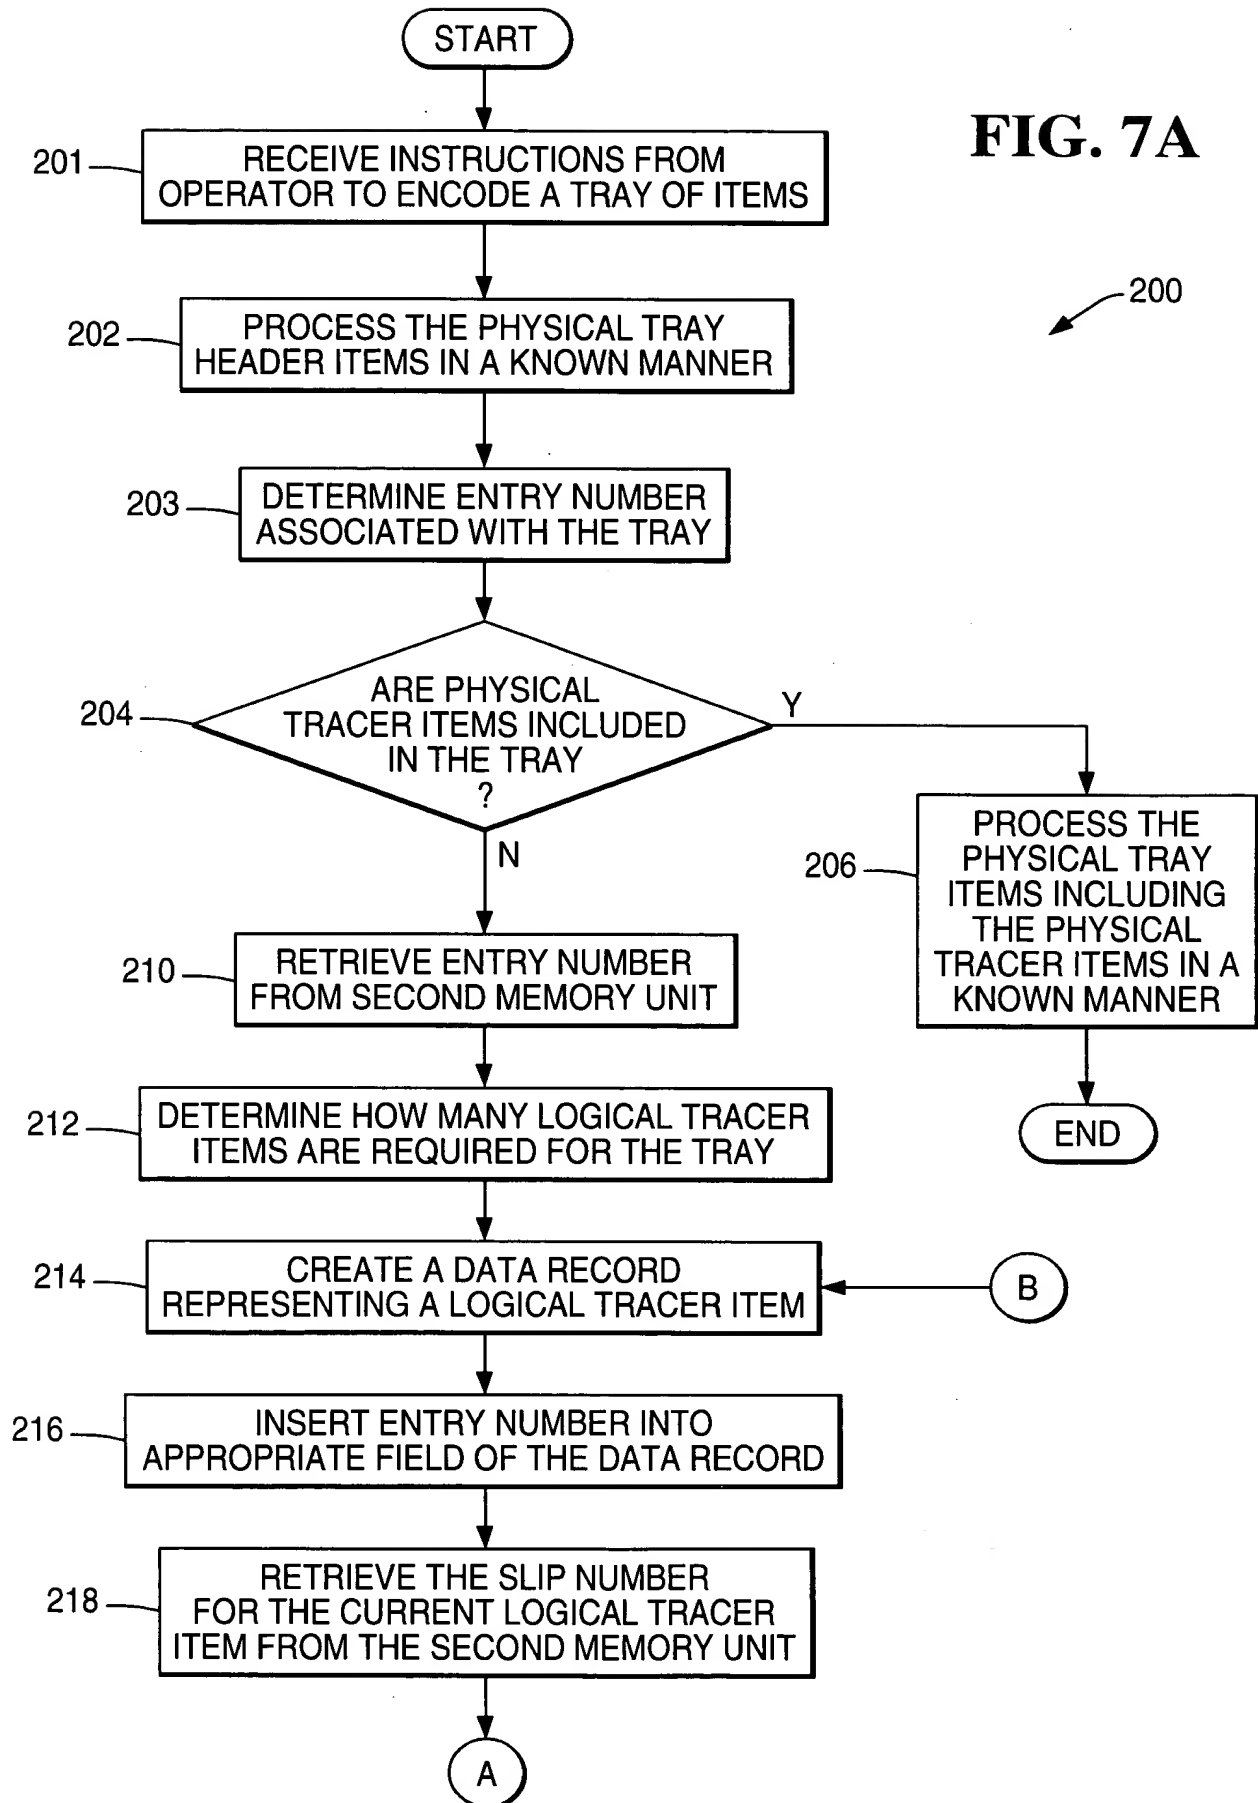 START
FIG. 7A
201
RECEIVE INSTRUCTIONS FROM
OPERATOR TO ENCODE A TRAY OF ITEMS
200
202
PROCESS THE PHYSICAL TRAY
HEADER ITEMS IN A KNOWN MANNER
203
DETERMINE ENTRY NUMBER
ASSOCIATED WITH THE TRAY
204
ARE PHYSICAL
TRACER ITEMS INCLUDED
IN THE TRAY
?
Y
N
206
PROCESS THE
PHYSICAL TRAY
ITEMS INCLUDING
THE PHYSICAL
TRACER ITEMS IN A
KNOWN MANNER
END
210
RETRIEVE ENTRY NUMBER
FROM SECOND MEMORY UNIT
212
DETERMINE HOW MANY LOGICAL TRACER
ITEMS ARE REQUIRED FOR THE TRAY
214
CREATE A DATA RECORD
REPRESENTING A LOGICAL TRACER ITEM
B
216
INSERT ENTRY NUMBER INTO
APPROPRIATE FIELD OF THE DATA RECORD
218
RETRIEVE THE SLIP NUMBER
FOR THE CURRENT LOGICAL TRACER
ITEM FROM THE SECOND MEMORY UNIT
A